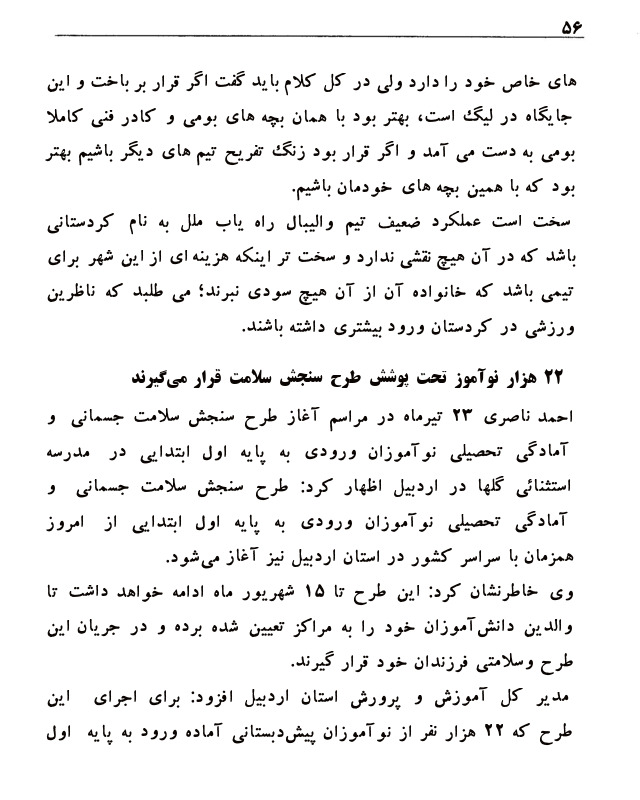 ۵۶
های خاص خود را دارد ولی در کل کلام باید گفت اگر قرار بر باخت و این
جایگاه در لیگ است، بهتر بود با همان بچه های بومی و کادر فنی کاملا
بومی به دست می آمد و اگر قرار بود زنگ تفریح تیم های دیگر باشیم بهتر
بود که با همین بچه های خودمان باشیم.
سخت است عملکرد ضعیف تیم والیبال راه یاب ملل به نام کردستانی
باشد که در آن هیچ نقشی ندارد و سخت تر اینکه هزینه ای از این شهر برای
تیمی باشد که خانواده آن از آن هیچ سودی نبرند؛ می طلبد که ناظرین
ورزشی در کردستان ورود بیشتری داشته باشند.
۲۲ هزار نوآموز تحت پوشش طرح سنجش سلامت قرار می‌گیرند
احمد ناصری ۲۳ تیرماه در مراسم آغاز طرح سنجش سلامت جسمانی و
آمادگی تحصیلی نوآموزان ورودی به پایه اول ابتدایی در مدرسه
استثنائی گلها در اردبیل اظهار کرد: طرح سنجش سلامت جسمانی و
آمادگی تحصیلی نوآموزان ورودی به پایه اول ابتدایی از امروز
همزمان با سراسر کشور در استان اردبیل نیز آغاز می‌شود.
وی خاطرنشان کرد: این طرح تا ۱۵ شهریور ماه ادامه خواهد داشت تا
والدین دانش‌آموزان خود را به مراکز تعیین شده برده و در جریان این
طرح وسلامتی فرزندان خود قرار گیرند.
مدیر کل آموزش و پرورش استان اردبیل افزود: برای اجرای این
طرح که ۲۲ هزار نفر از نوآموزان پیش‌دبستانی آماده ورود به پایه اول